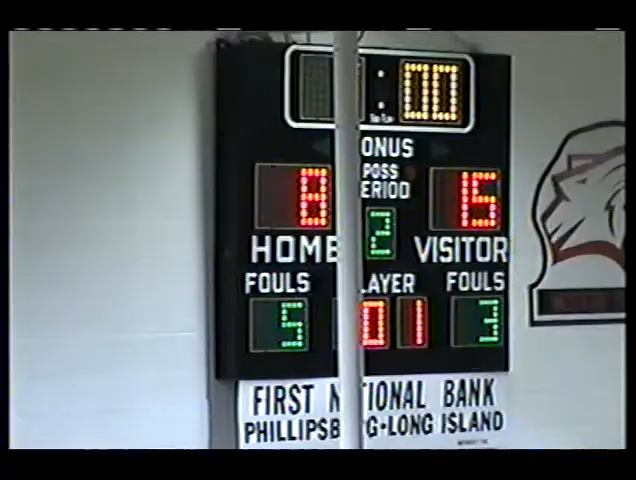 : 00
ONUS
POSS
8 ERIOD 15
HOME 2 VISITOR
FOULS LAYER FOULS
5 01 3
FIRST N TIONAL BANK
PHILLIPSB G-LONG ISLAND